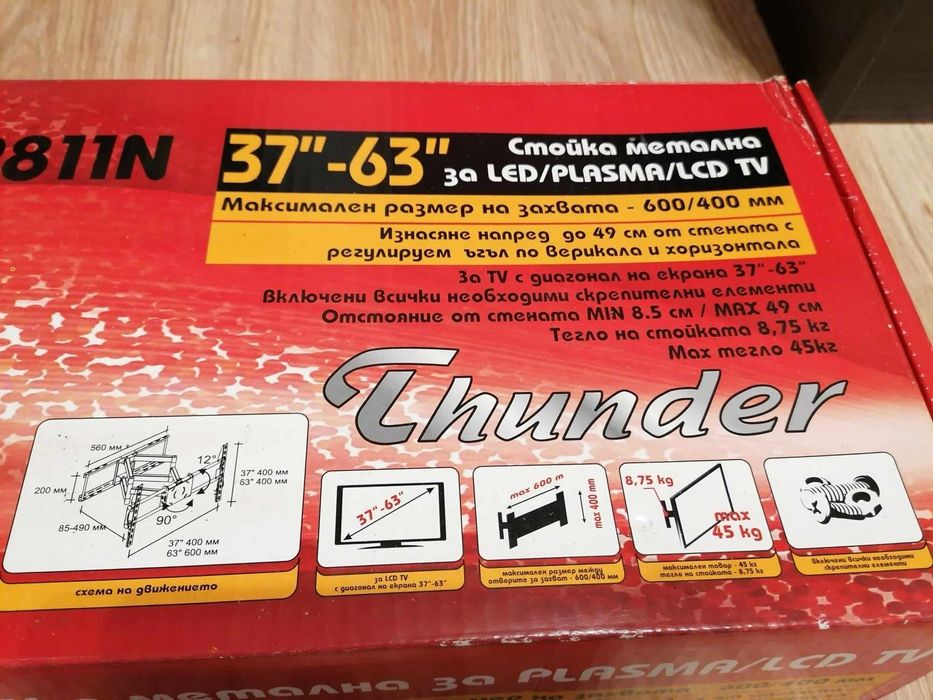 811N
37"-63"
Стойка метална
за LED/PLASMA/LCD TV
Максимален размер на захвата - 600/400 мм
Изнасяне напред до 49 см от стената с
регулируем ъгъл по верикала и хоризонтала
За TV с диагонал на екрана 37"-63"
Включени всички необходими скрепителни елементи
Отстояние от стената MIN 8.5 см / MAX 49 см
Тегло на стойката 8,75 кг
Max тегло 45кг
Thunder
560 мм
12°
37" 400 мм
63" 400 мм
200 мм
90°
85-490 мм
37" 400 мм
63" 600 мм
схема на движението
37"-63"
за LCD TV
с диагонал на екрана 37"-63"
max 600 m
max 400 mm
максимален размер между
отворите за захват - 600/400 мм
8,75 kg
max
45 kg
максимален товар - 45 кг
тегло на стойката - 8,75 кг
включени всички необходими
скрепителни елементи
метална за PLASMA/LCD TV